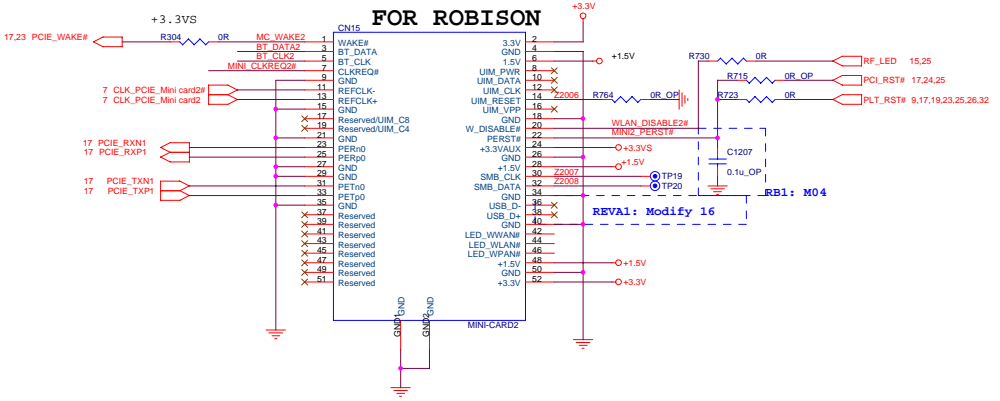 FOR ROBISON
+3.3VS
+3.3V
CN15
17,23 PCIE_WAKE# R304 0R MC_WAKE2 1 WAKE# 3.3V 2
BT_DATA2 3 BT_DATA GND 4
BT_CLK2 5 BT_CLK 1.5V 6 +1.5V
MINI_CLKREQ2# 7 CLKREQ# UIM_PWR 8
9 GND UIM_DATA 10
7 CLK_PCIE_Mini card2# 11 REFCLK- UIM_CLK 12
7 CLK_PCIE_Mini card2 13 REFCLK+ UIM_RESET 14 Z2006 R764 0R_OP
15 GND UIM_VPP 16
17 Reserved/UIM_C8 GND 18
19 Reserved/UIM_C4 W_DISABLE# 20 WLAN_DISABLE2#
21 GND PERST# 22 MINI2_PERST#
17 PCIE_RXN1 23 PERn0 +3.3VAUX 24 +3.3VS
17 PCIE_RXP1 25 PERp0 GND 26
27 GND +1.5V 28 +1.5V
29 GND SMB_CLK 30 Z2007 TP19
17 PCIE_TXN1 31 PETn0 SMB_DATA 32 Z2008 TP20
17 PCIE_TXP1 33 PETp0 GND 34
35 GND USB_D- 36
37 Reserved USB_D+ 38
39 Reserved GND 40
41 Reserved LED_WWAN# 42
43 Reserved LED_WLAN# 44
45 Reserved LED_WPAN# 46
47 Reserved +1.5V 48 +1.5V
49 Reserved GND 50
51 Reserved +3.3V 52 +3.3V
GND GND
GND1 GND2
MINI-CARD2
R730 0R RF_LED 15,25
R715 0R_OP PCI_RST# 17,24,25
R723 0R PLT_RST# 9,17,19,23,25,26,32
C1207
0.1u_OP
RB1: M04
REVA1: Modify 16